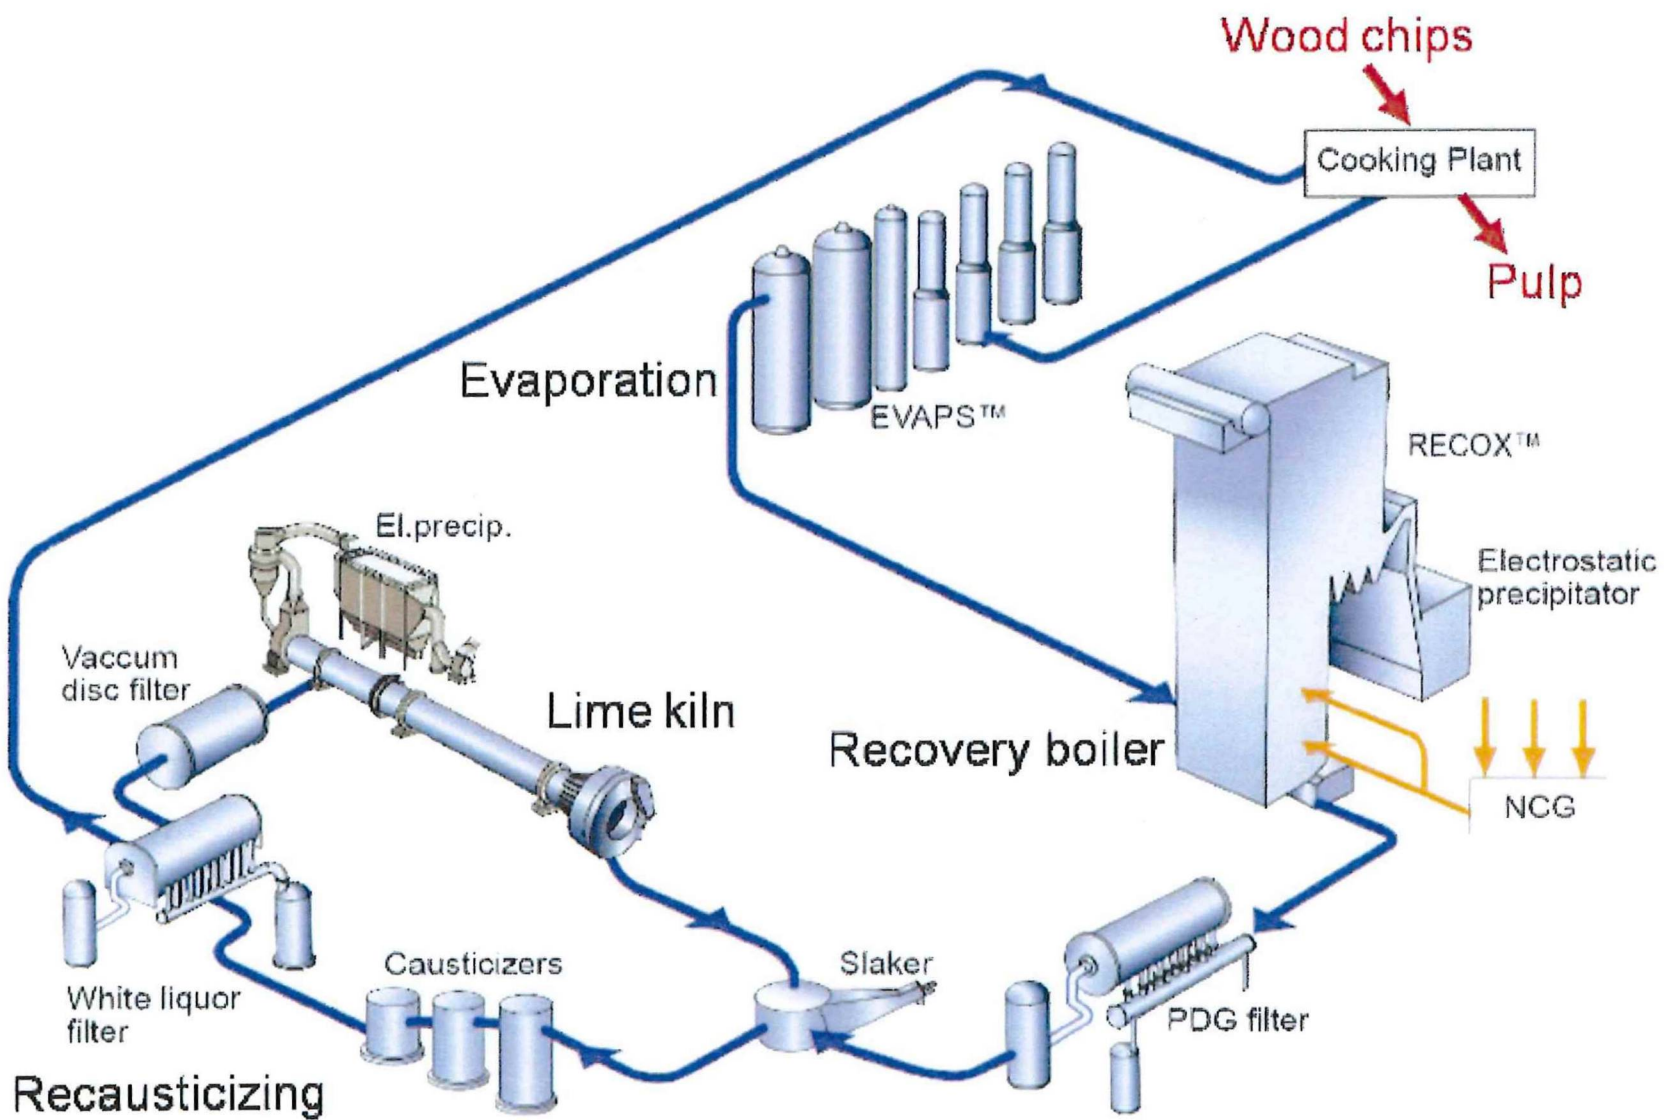 Wood chips
Cooking Plant
Pulp
Evaporation
EVAPS™
RECOX™
El.precip.
Electrostatic
precipitator
Vaccum
disc filter
Lime kiln
Recovery boiler
NCG
Causticizers
Slaker
White liquor
filter
PDG filter
Recausticizing